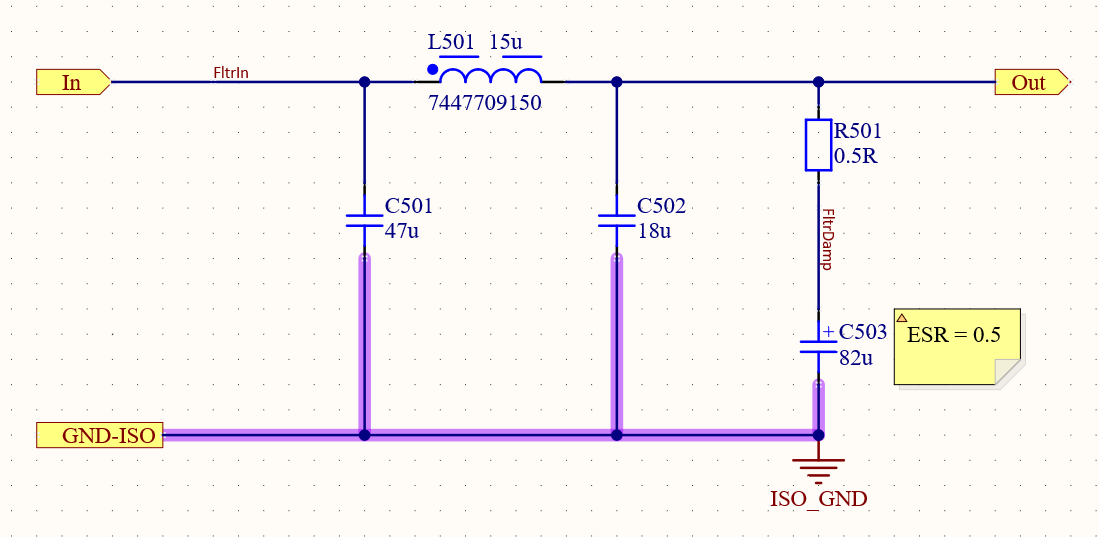 L501 15u
In
FltrIn
Out
7447709150
R501
0.5R
C501
47u
C502
18u
FltrDamp
+ C503
82u
ESR = 0.5
GND-ISO
ISO_GND